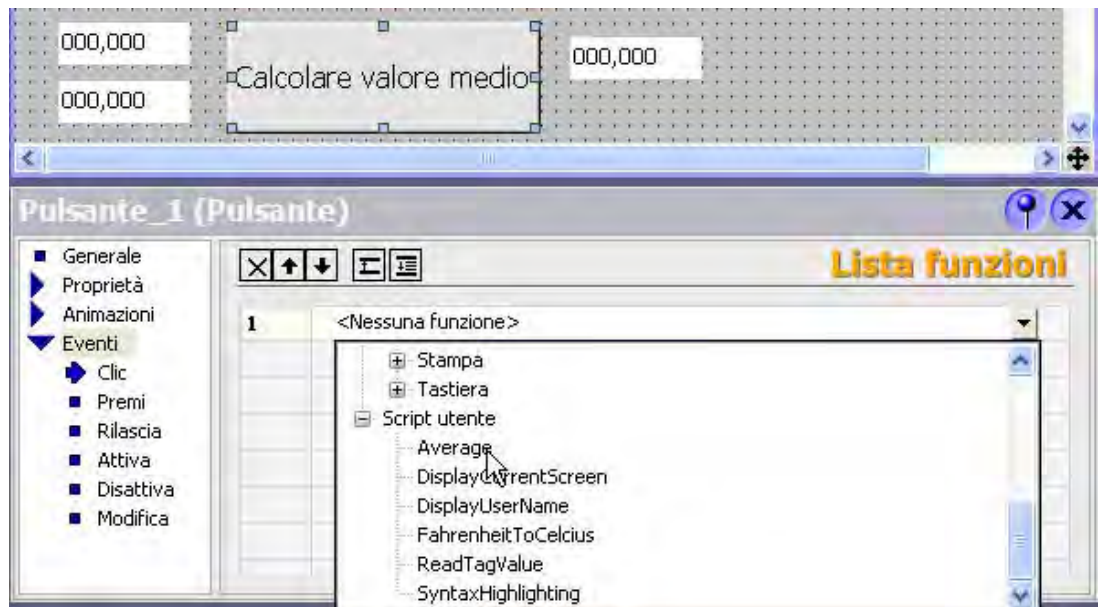 000,000
Calcolare valore medio
000,000
000,000
Pulsante_1 (Pulsante)
Generale
Proprietà
Animazioni
Eventi
Clic
Premi
Rilascia
Attiva
Disattiva
Modifica
Lista funzioni
1
<Nessuna funzione>
Stampa
Tastiera
Script utente
Average
DisplayCurrentScreen
DisplayUserName
FahrenheitToCelcius
ReadTagValue
SyntaxHighlighting